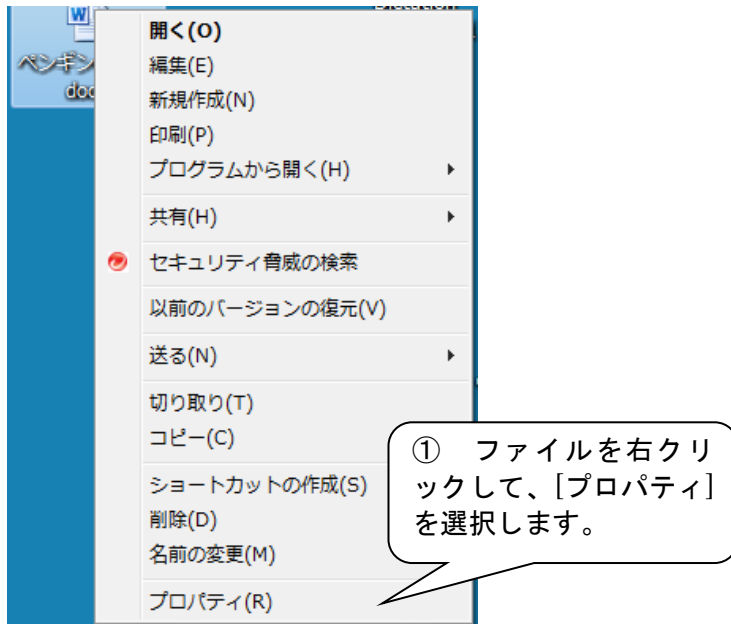 開く(O)
ペンギン
doc
編集(E)
新規作成(N)
印刷(P)
プログラムから開く(H)
共有(H)
セキュリティ脅威の検索
以前のバージョンの復元(V)
送る(N)
切り取り(T)
コピー(C)
ショートカットの作成(S)
削除(D)
名前の変更(M)
プロパティ(R)
① ファイルを右クリ
ックして、[プロパティ]
を選択します。